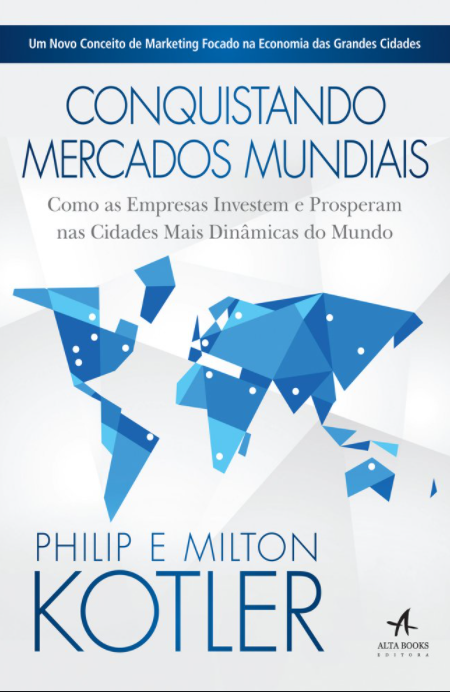 Um Novo Conceito de Marketing Focado na Economia das Grandes Cidades
CONQUISTANDO
MERCADOS MUNDIAIS
Como as Empresas Investem e Prosperam
nas Cidades Mais Dinâmicas do Mundo
PHILIP E MILTON
KOTLER
ALTA BOOKS
EDITORA